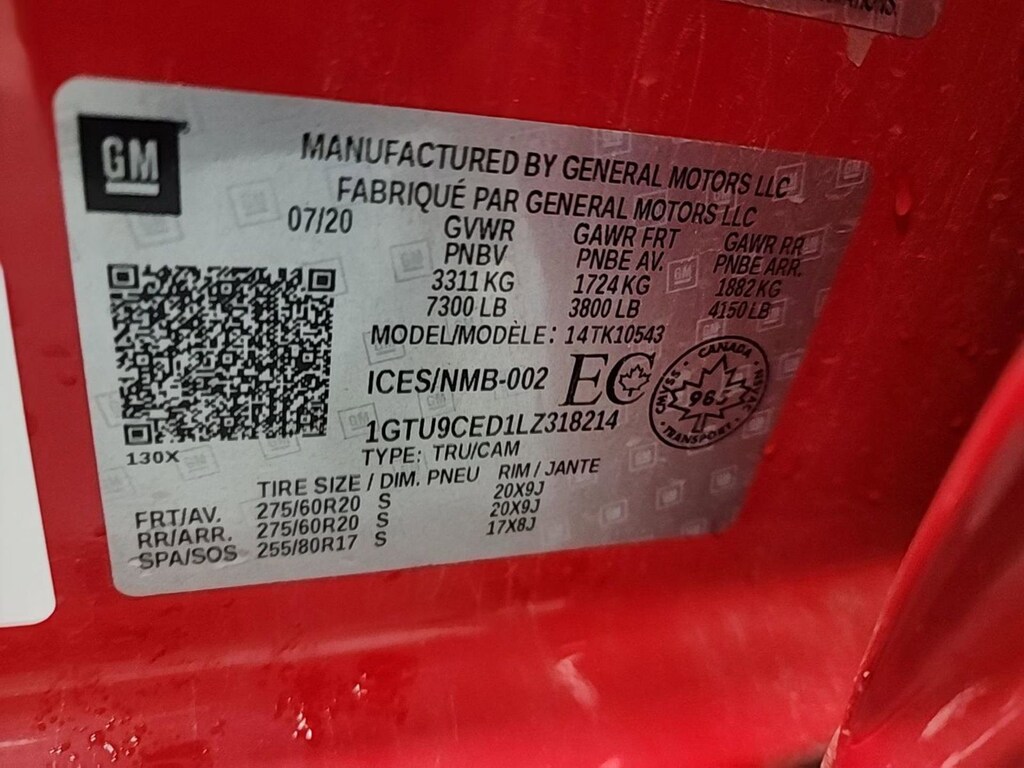 GM
MANUFACTURED BY GENERAL MOTORS LLC
FABRIQUÉ PAR GENERAL MOTORS LLC
07/20 GVWR GAWR FRT GAWR RR
PNBV PNBE AV. PNBE ARR.
3311 KG 1724 KG 1882 KG
7300 LB 3800 LB 4150 LB
MODEL/MODÈLE: 14TK10543
ICES/NMB-002 EC
1GTU9CED1LZ318214
130X
TYPE: TRU/CAM
CANADA
TRANSPORT
TIRE SIZE / DIM. PNEU RIM / JANTE
FRT/AV. 275/60R20 S 20X9J
RR/ARR. 275/60R20 S 20X9J
SPA/SOS 255/80R17 S 17X8J